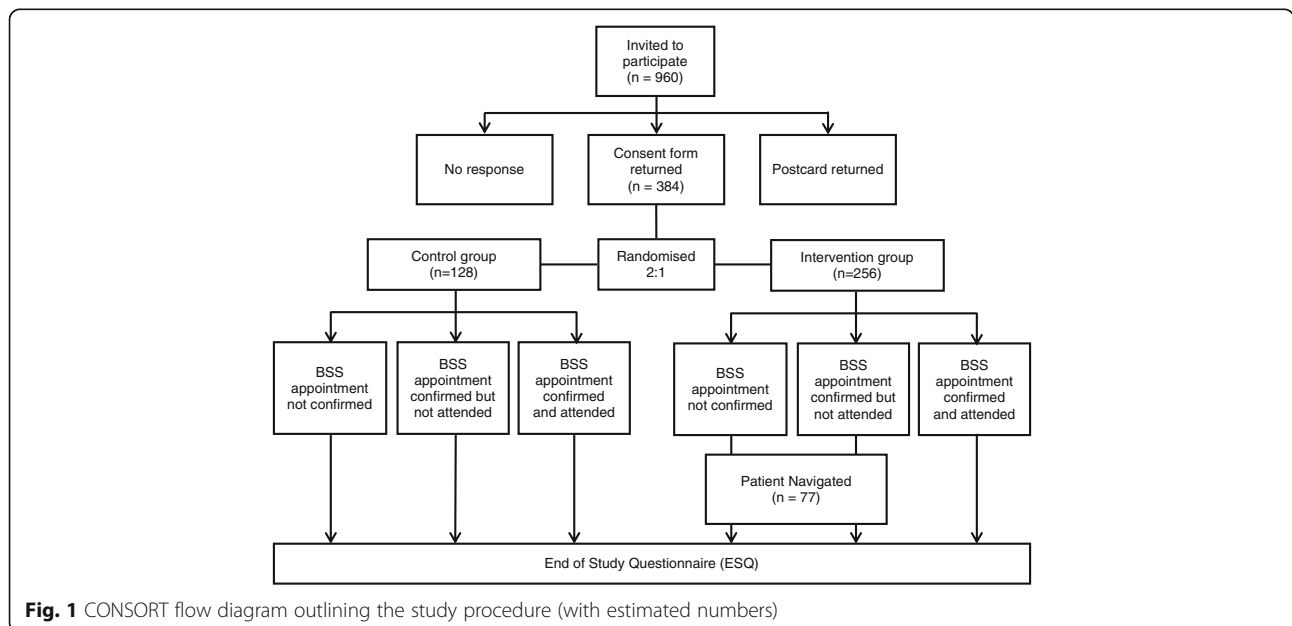 Invited to
participate
(n = 960)
No response
Consent form
returned
(n = 384)
Postcard returned
Control group
(n=128)
Randomised
2:1
Intervention group
(n=256)
BSS
appointment
not confirmed
BSS
appointment
confirmed but
not attended
BSS
appointment
confirmed
and attended
BSS
appointment
not confirmed
BSS
appointment
confirmed but
not attended
BSS
appointment
confirmed
and attended
Patient Navigated
(n = 77)
End of Study Questionnaire (ESQ)
Fig. 1 CONSORT flow diagram outlining the study procedure (with estimated numbers)